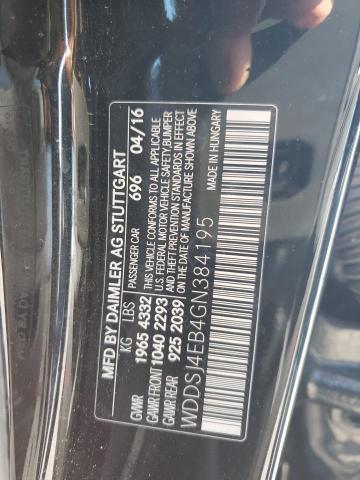 MFD BY DAIMLER AG STUTTGART
KG LBS PASSENGER CAR 696 04/16
GVWR 1965 4332 THIS VEHICLE CONFORMS TO ALL APPLICABLE
GAWR FRONT 1040 2293 U.S. FEDERAL MOTOR VEHICLE SAFETY, BUMPER
GAWR REAR 925 2039 AND THEFT PREVENTION STANDARDS IN EFFECT
ON THE DATE OF MANUFACTURE SHOWN ABOVE
WDDSJ4EB4GN384195 MADE IN HUNGARY